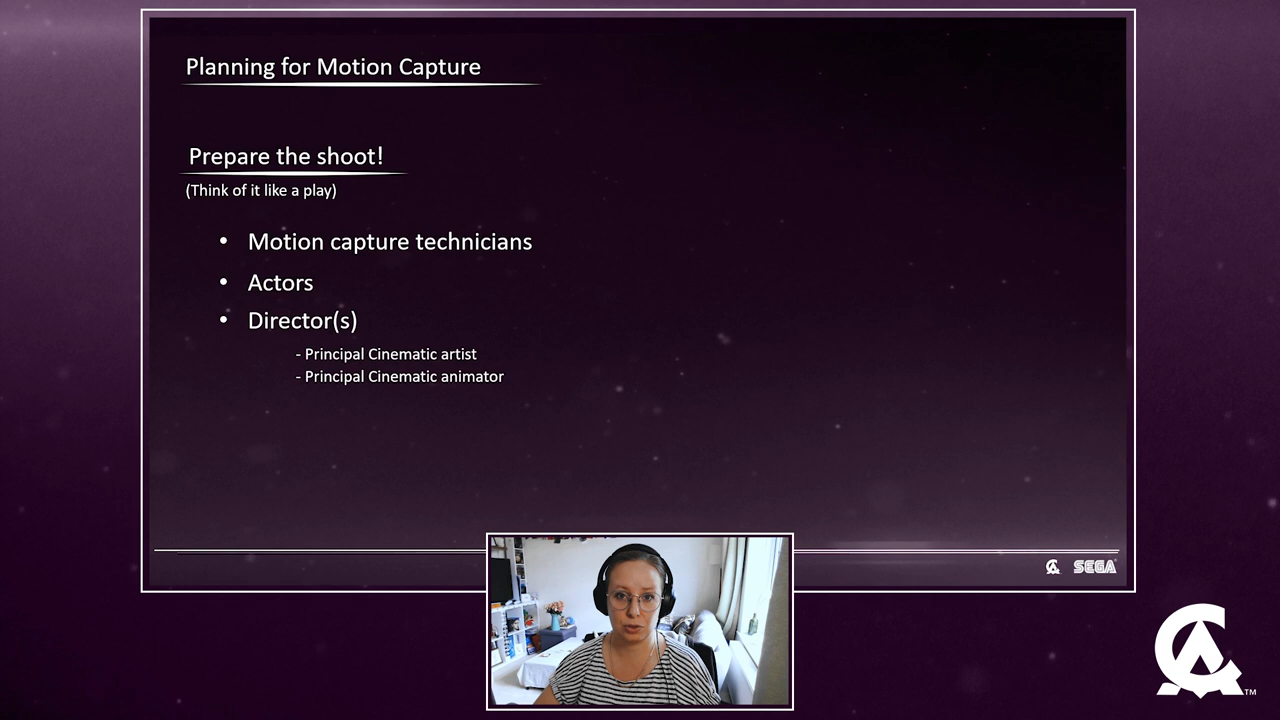 Planning for Motion Capture
Prepare the shoot!
(Think of it like a play)
• Motion capture technicians
• Actors
• Director(s)
- Principal Cinematic artist
- Principal Cinematic animator
SEGA
TM